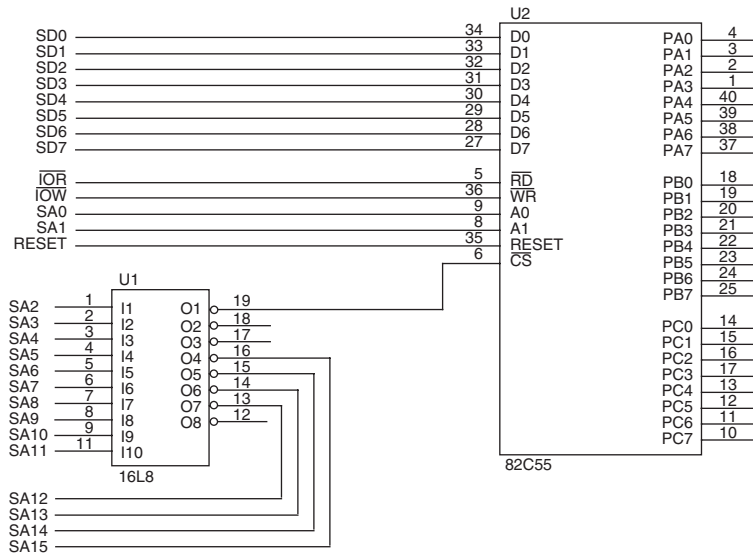 U2
SD0 34 D0 PA0 4
SD1 33 D1 PA1 3
SD2 32 D2 PA2 2
SD3 31 D3 PA3 1
SD4 30 D4 PA4 40
SD5 29 D5 PA5 39
SD6 28 D6 PA6 38
SD7 27 D7 PA7 37
IOR 5 RD PB0 18
IOW 36 WR PB1 19
SA0 9 A0 PB2 20
SA1 8 A1 PB3 21
RESET 35 RESET PB4 22
6 CS PB5 23
PB6 24
PB7 25
U1
SA2 1 I1 O1 19
SA3 2 I2 O2 18
SA4 3 I3 O3 17
SA5 4 I4 O4 16
SA6 5 I5 O5 15
SA7 6 I6 O6 14
SA8 7 I7 O7 13
SA9 8 I8 O8 12
SA10 9 I9
SA11 11 I10
16L8
PC0 14
PC1 15
PC2 16
PC3 17
PC4 13
PC5 12
PC6 11
PC7 10
82C55
SA12
SA13
SA14
SA15